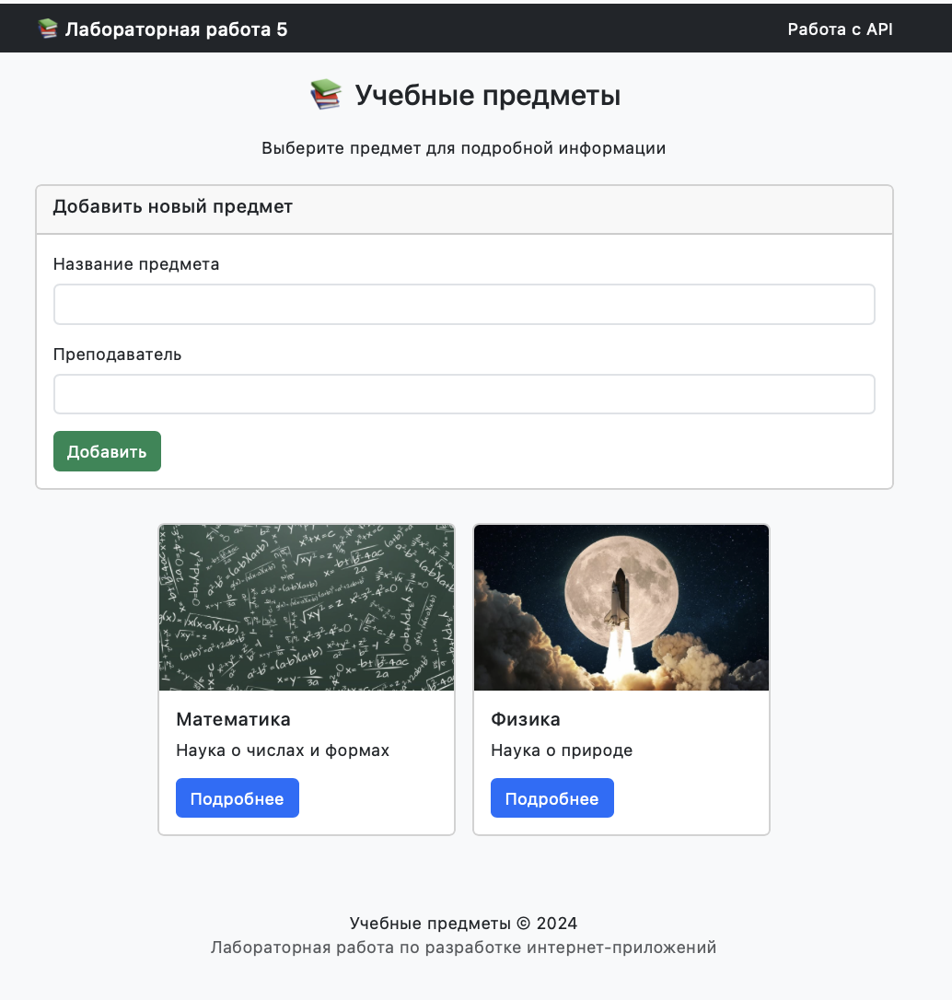 📚 Лабораторная работа 5
Работа с API
📚 Учебные предметы
Выберите предмет для подробной информации
Добавить новый предмет
Название предмета
Преподаватель
Добавить
Математика
Наука о числах и формах
Подробнее
Физика
Наука о природе
Подробнее
Учебные предметы © 2024
Лабораторная работа по разработке интернет-приложений